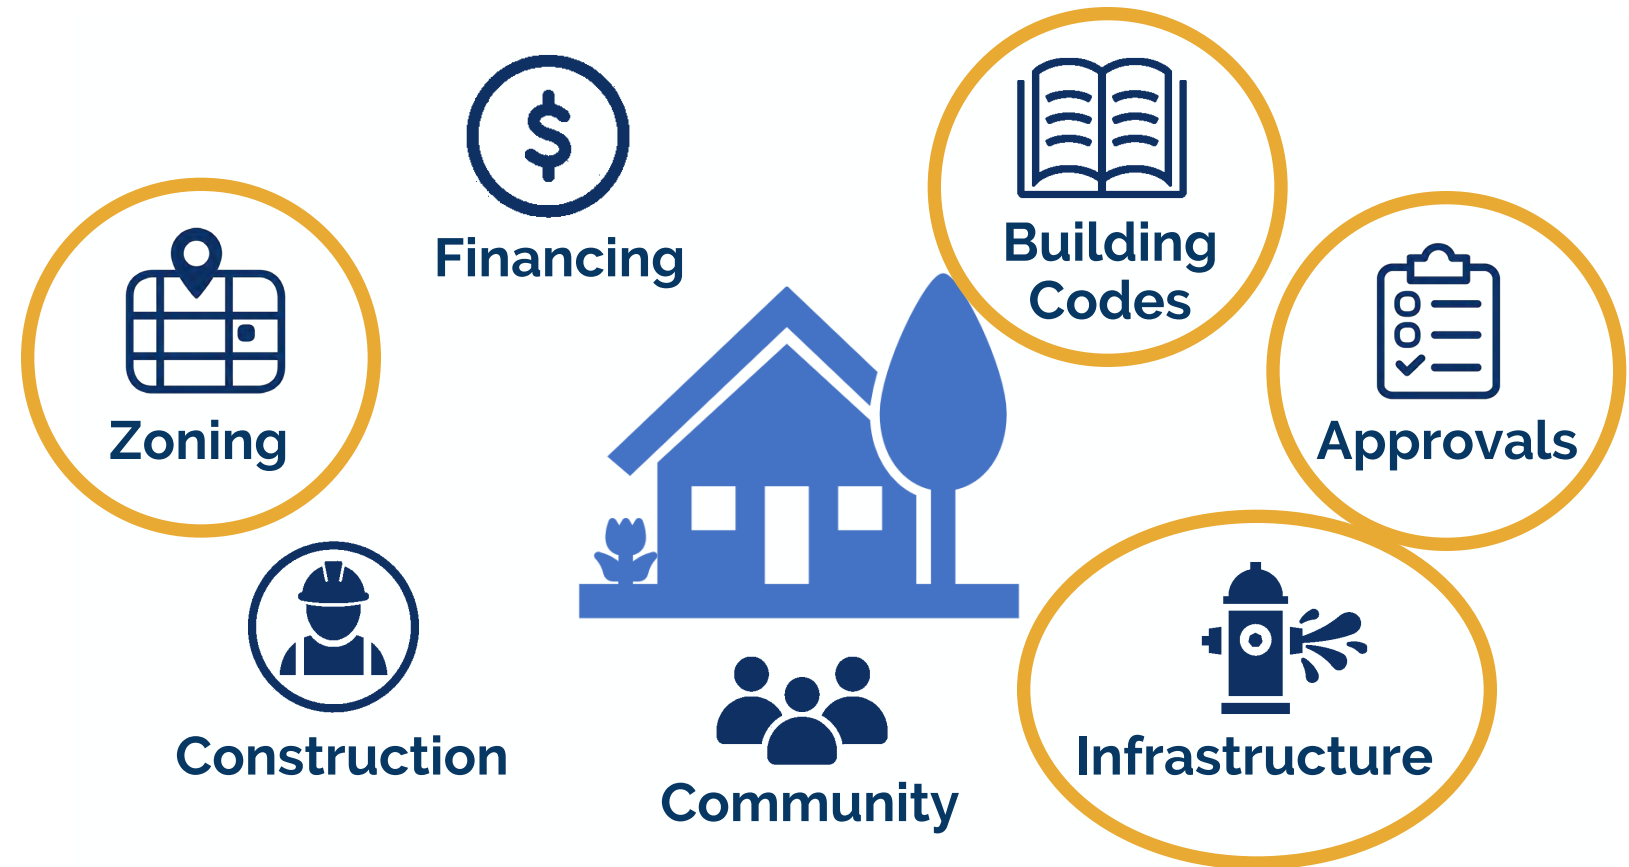 Financing
Building
Codes
Zoning
Approvals
Construction
Community
Infrastructure